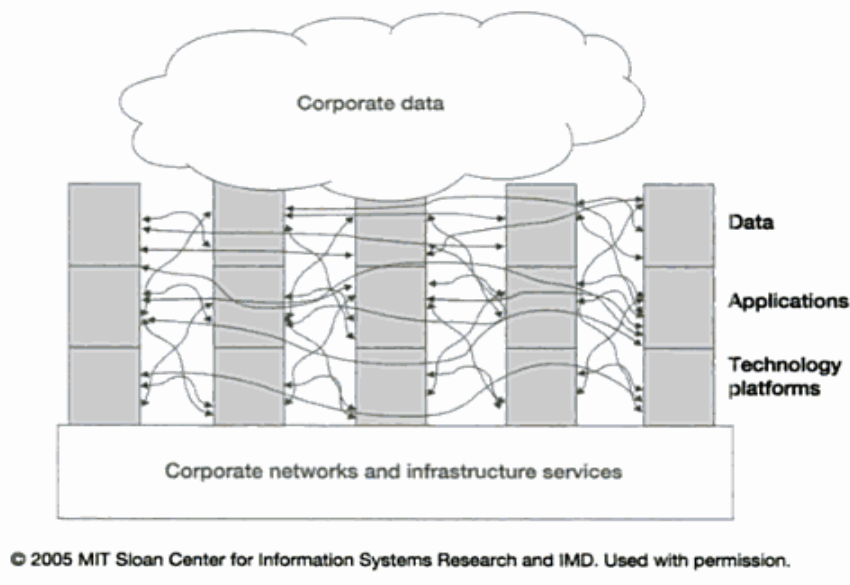 Corporate data
Data
Applications
Technology
platforms
Corporate networks and infrastructure services
© 2005 MIT Sloan Center for Information Systems Research and IMD. Used with permission.